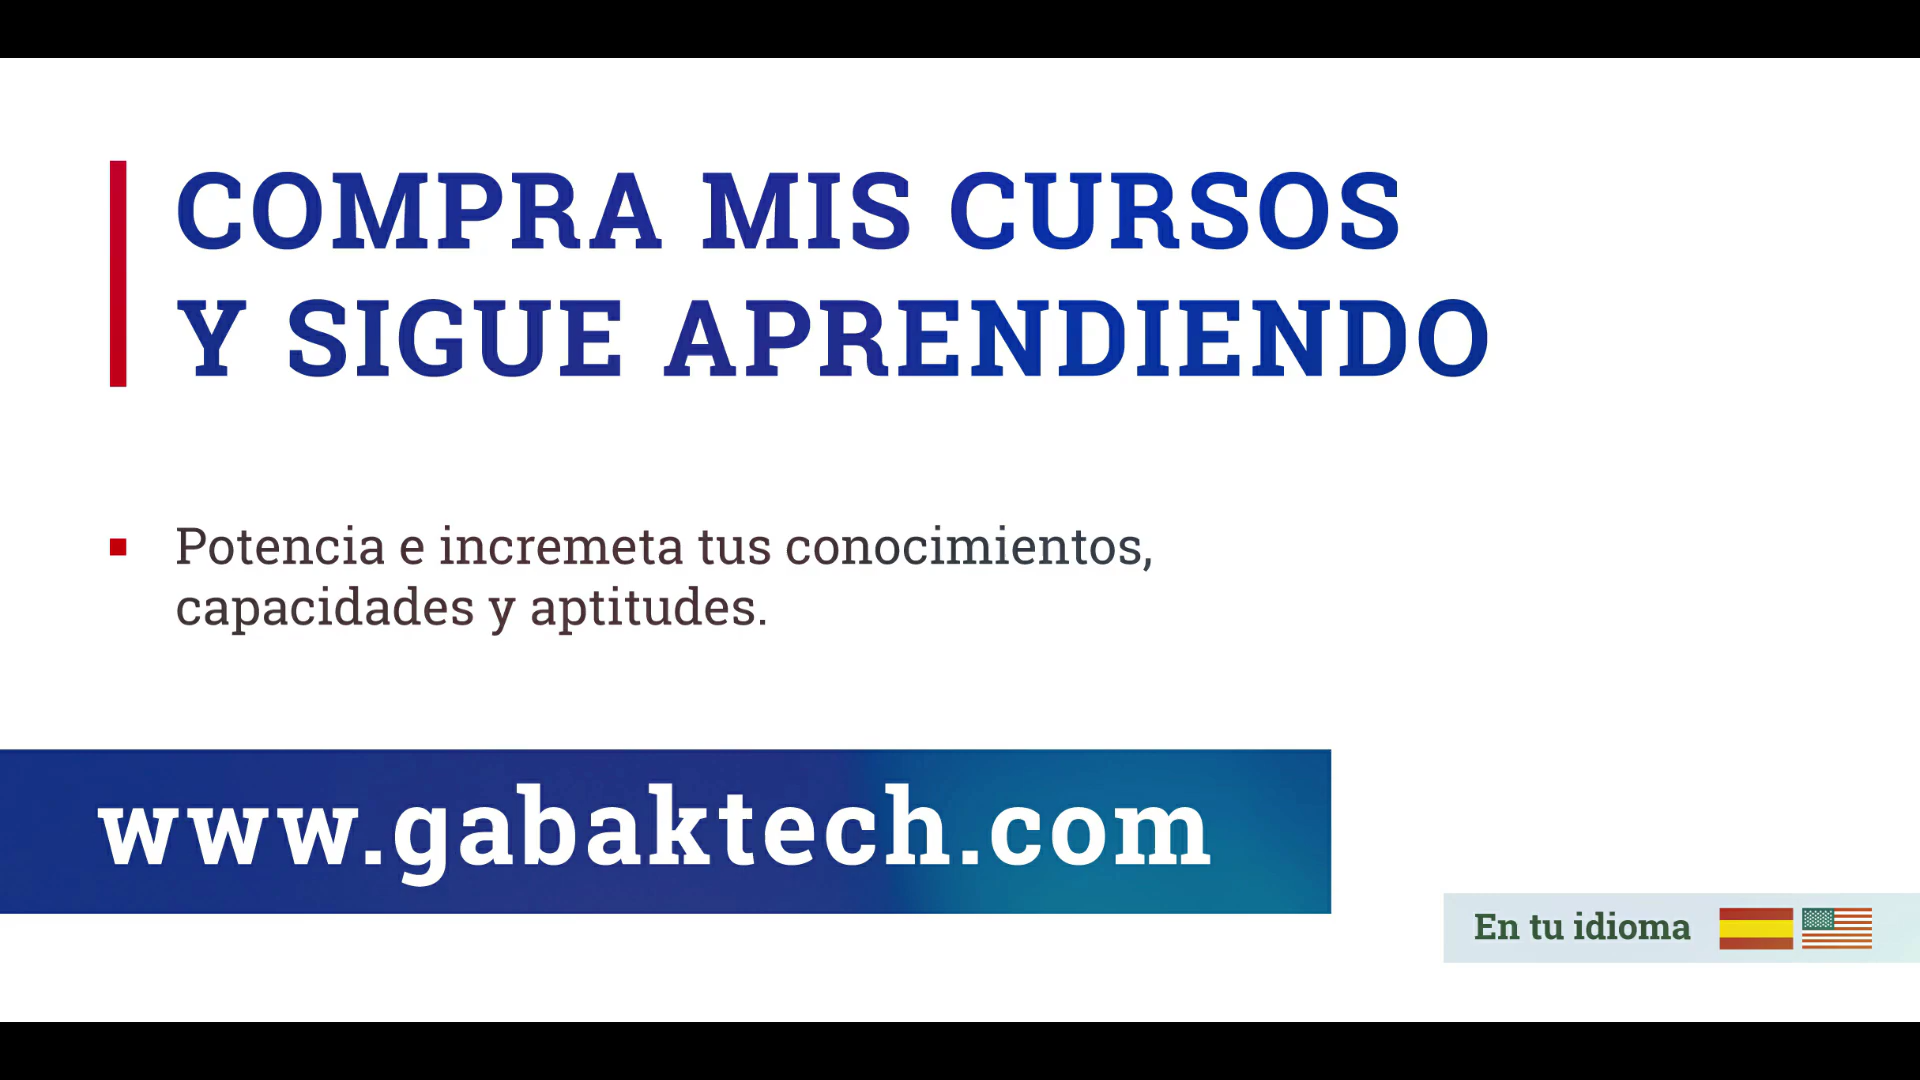 COMPRA MIS CURSOS
Y SIGUE APRENDIENDO
Potencia e incremeta tus conocimientos,
capacidades y aptitudes.
www.gabaktech.com
En tu idioma